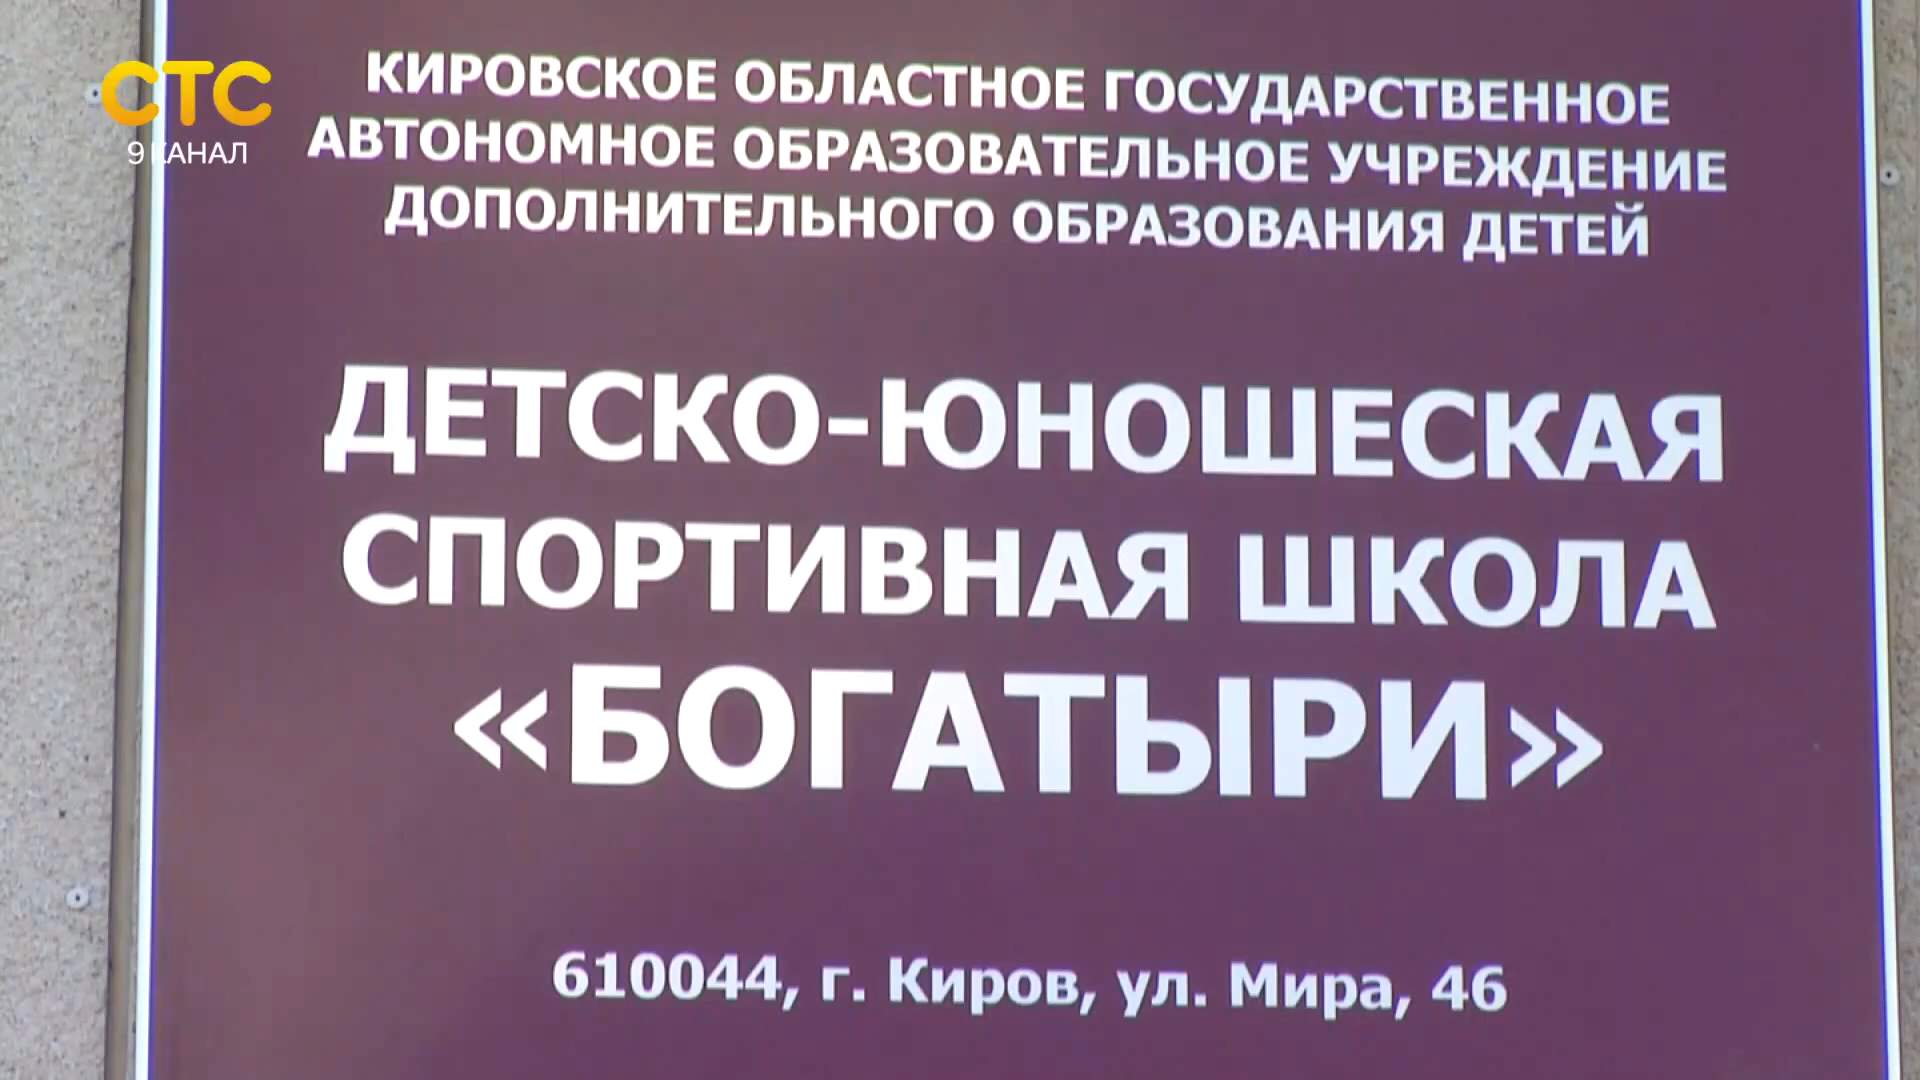 СТС
9 КАНАЛ
КИРОВСКОЕ ОБЛАСТНОЕ ГОСУДАРСТВЕННОЕ
АВТОНОМНОЕ ОБРАЗОВАТЕЛЬНОЕ УЧРЕЖДЕНИЕ
ДОПОЛНИТЕЛЬНОГО ОБРАЗОВАНИЯ ДЕТЕЙ
ДЕТСКО-ЮНОШЕСКАЯ
СПОРТИВНАЯ ШКОЛА
«БОГАТЫРИ»
610044, г. Киров, ул. Мира, 46